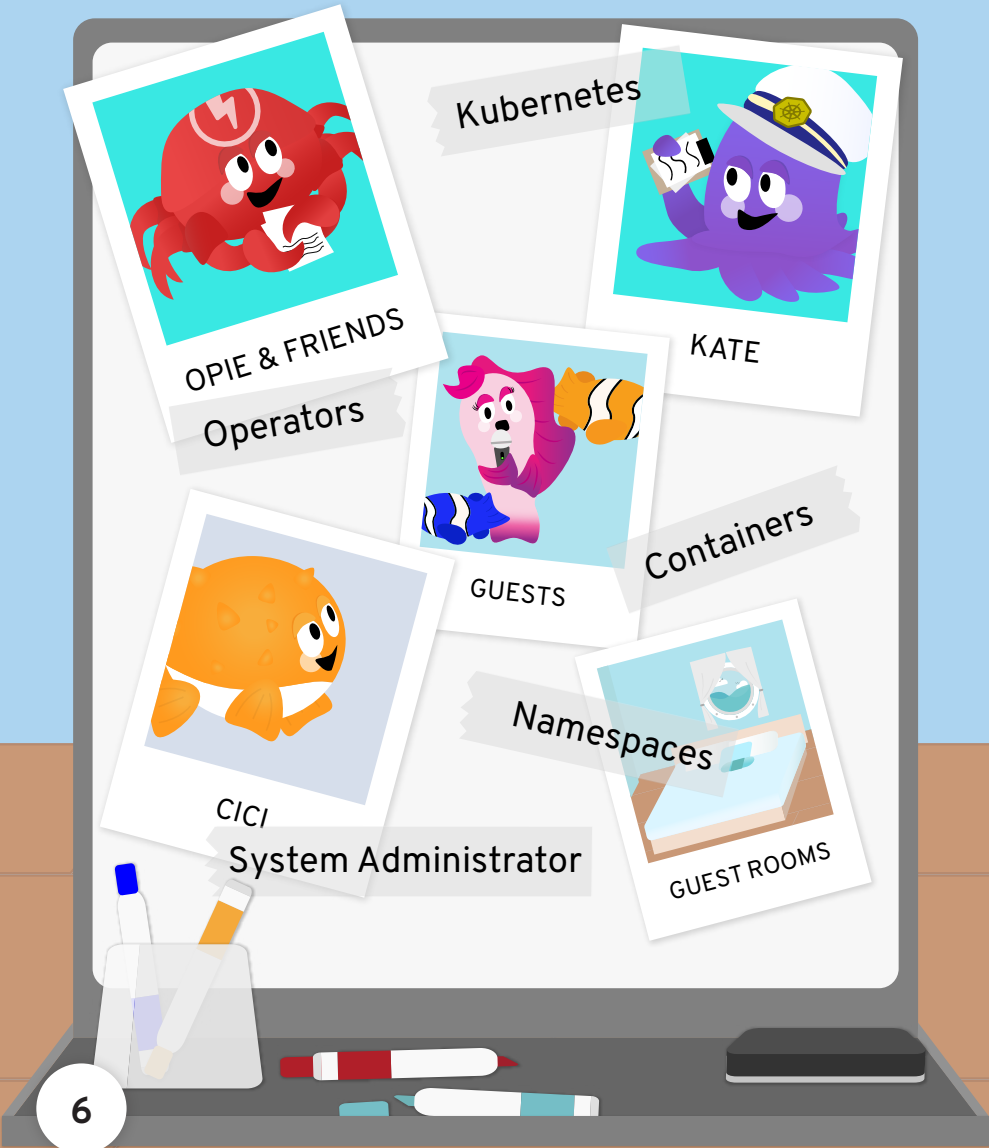 Kubernetes
OPIE & FRIENDS
KATE
Operators
Containers
GUESTS
Namespaces
CICI
System Administrator
GUEST ROOMS
6